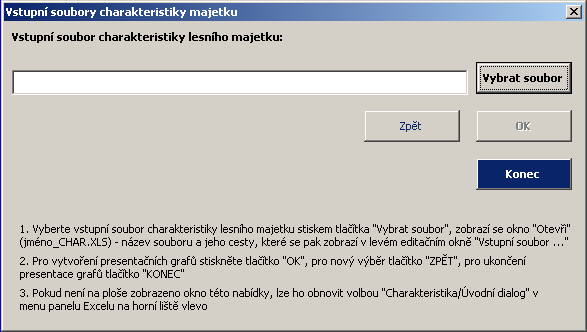 Vstupní soubory charakteristiky majetku
Vstupní soubor charakteristiky lesního majetku:
Vybrat soubor
Zpět
OK
Konec
1. Vyberte vstupní soubor charakteristiky lesního majetku stiskem tlačítka "Vybrat soubor", zobrazí se okno "Otevři"
(jméno_CHAR.XLS) - název souboru a jeho cesty, které se pak zobrazí v levém editačním okně "Vstupní soubor ..."
2. Pro vytvoření presentačních grafů stiskněte tlačítko "OK", pro nový výběr tlačítko "ZPĚT", pro ukončení
presentace grafů tlačítko "KONEC"
3. Pokud není na ploše zobrazeno okno této nabídky, lze ho obnovit volbou "Charakteristika/Úvodní dialog" v
menu panelu Excelu na horní liště vlevo